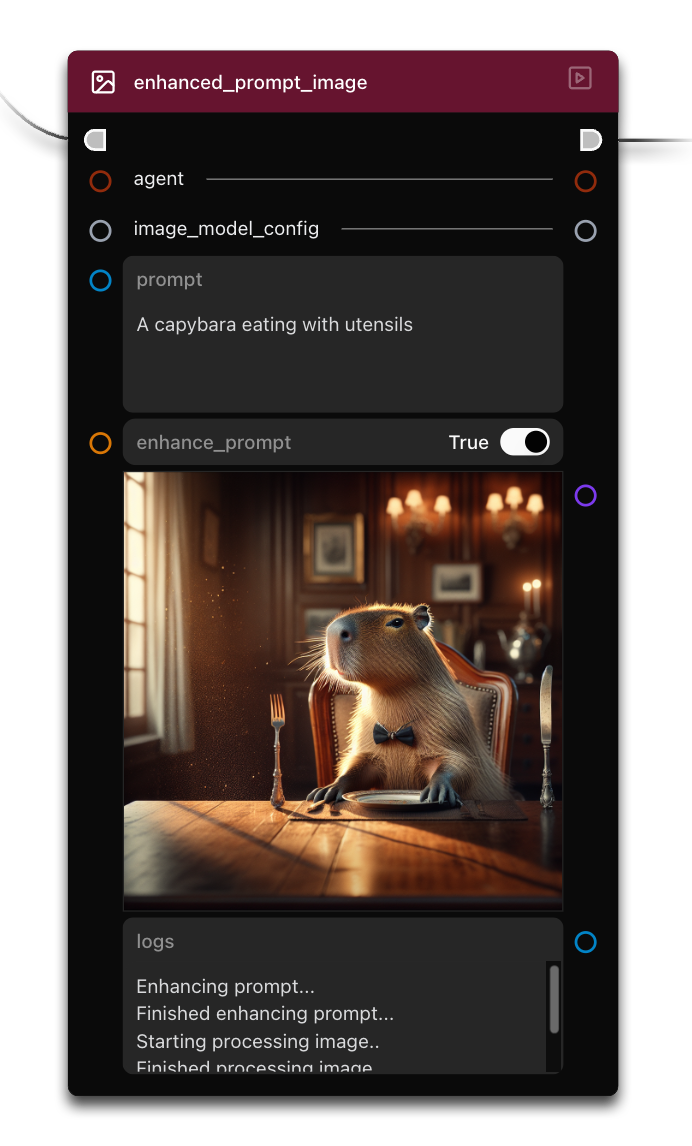 enhanced_prompt_image
agent
image_model_config
prompt
A capybara eating with utensils
enhance_prompt True
logs
Enhancing prompt...
Finished enhancing prompt...
Starting processing image..
Finished processing image